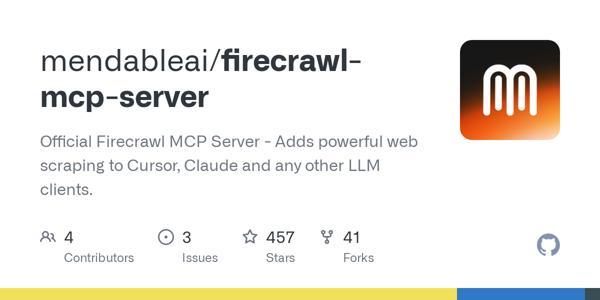 mendableai/firecrawl-
mcp-server
Official Firecrawl MCP Server - Adds powerful web
scraping to Cursor, Claude and any other LLM
clients.
4 3 457 41
Contributors Issues Stars Forks